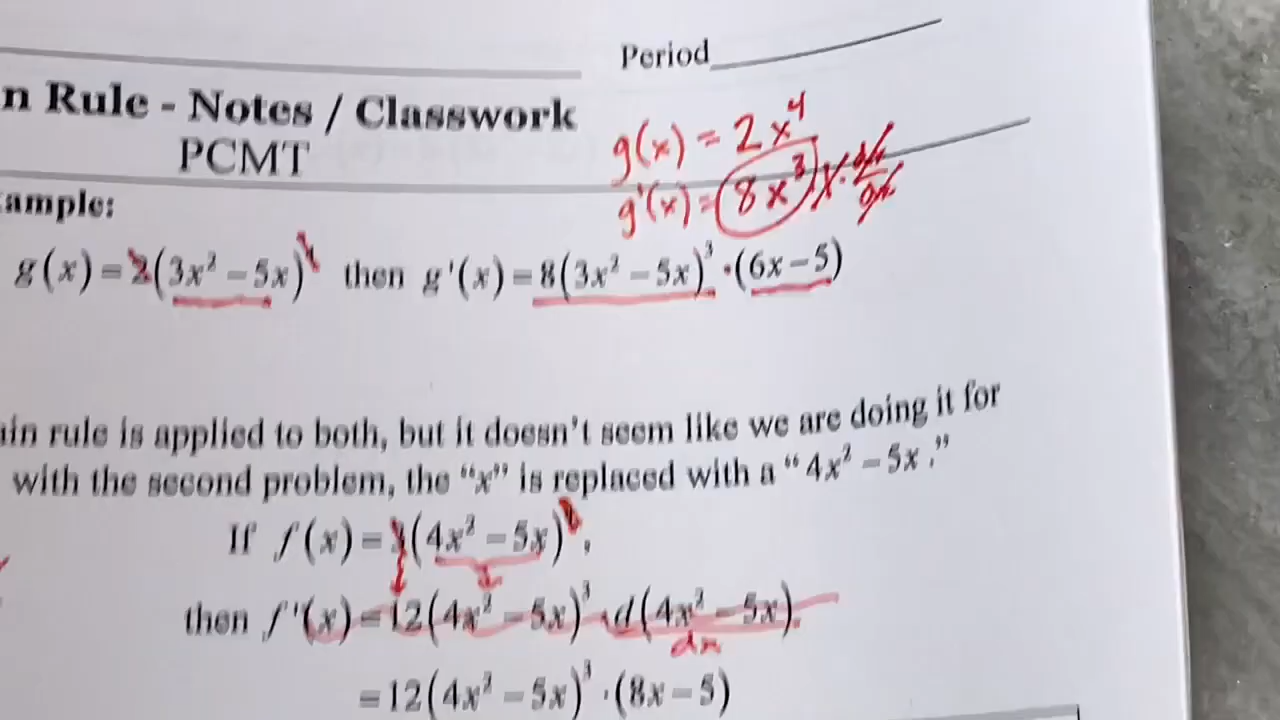 Period
n Rule - Notes / Classwork
PCMT
g(x) = 2x⁴
g'(x) = 8x³
ample:
g(x) = 2(3x² − 5x)⁴ then g'(x) = 8(3x² − 5x)³ · (6x − 5)
ain rule is applied to both, but it doesn't seem like we are doing it for
with the second problem, the "x" is replaced with a "4x² − 5x."
If f(x) = 3(4x² − 5x)⁴,
then f'(x) = 12(4x² − 5x)³ · d(4x² − 5x)
dx
= 12(4x² − 5x)³ · (8x − 5)